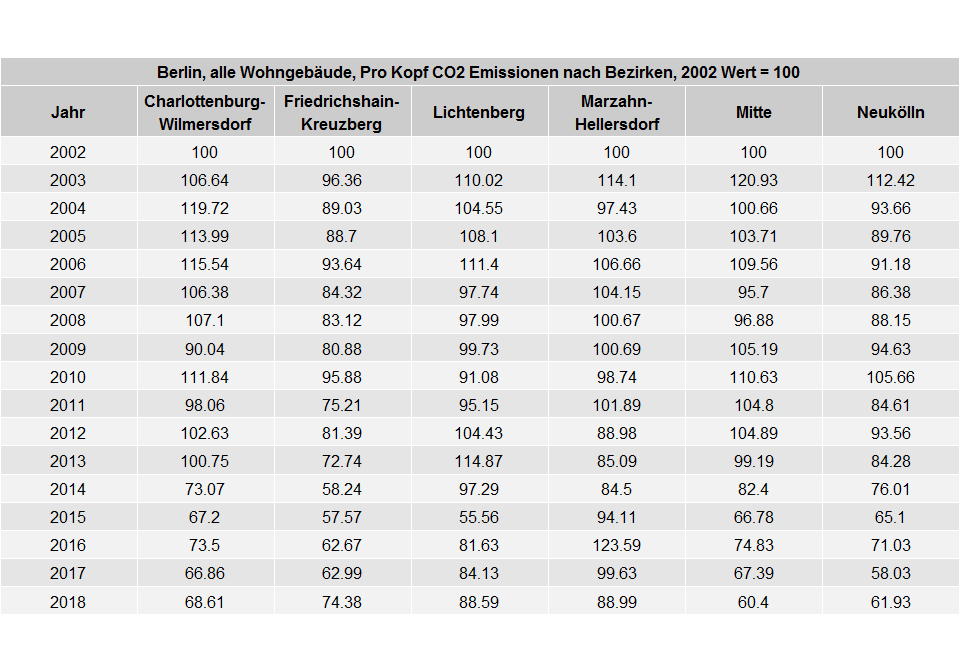 Berlin, alle Wohngebäude, Pro Kopf CO2 Emissionen nach Bezirken, 2002 Wert = 100
Jahr Charlottenburg-Wilmersdorf Friedrichshain-Kreuzberg Lichtenberg Marzahn-Hellersdorf Mitte Neukölln
2002 100 100 100 100 100 100
2003 106.64 96.36 110.02 114.1 120.93 112.42
2004 119.72 89.03 104.55 97.43 100.66 93.66
2005 113.99 88.7 108.1 103.6 103.71 89.76
2006 115.54 93.64 111.4 106.66 109.56 91.18
2007 106.38 84.32 97.74 104.15 95.7 86.38
2008 107.1 83.12 97.99 100.67 96.88 88.15
2009 90.04 80.88 99.73 100.69 105.19 94.63
2010 111.84 95.88 91.08 98.74 110.63 105.66
2011 98.06 75.21 95.15 101.89 104.8 84.61
2012 102.63 81.39 104.43 88.98 104.89 93.56
2013 100.75 72.74 114.87 85.09 99.19 84.28
2014 73.07 58.24 97.29 84.5 82.4 76.01
2015 67.2 57.57 55.56 94.11 66.78 65.1
2016 73.5 62.67 81.63 123.59 74.83 71.03
2017 66.86 62.99 84.13 99.63 67.39 58.03
2018 68.61 74.38 88.59 88.99 60.4 61.93